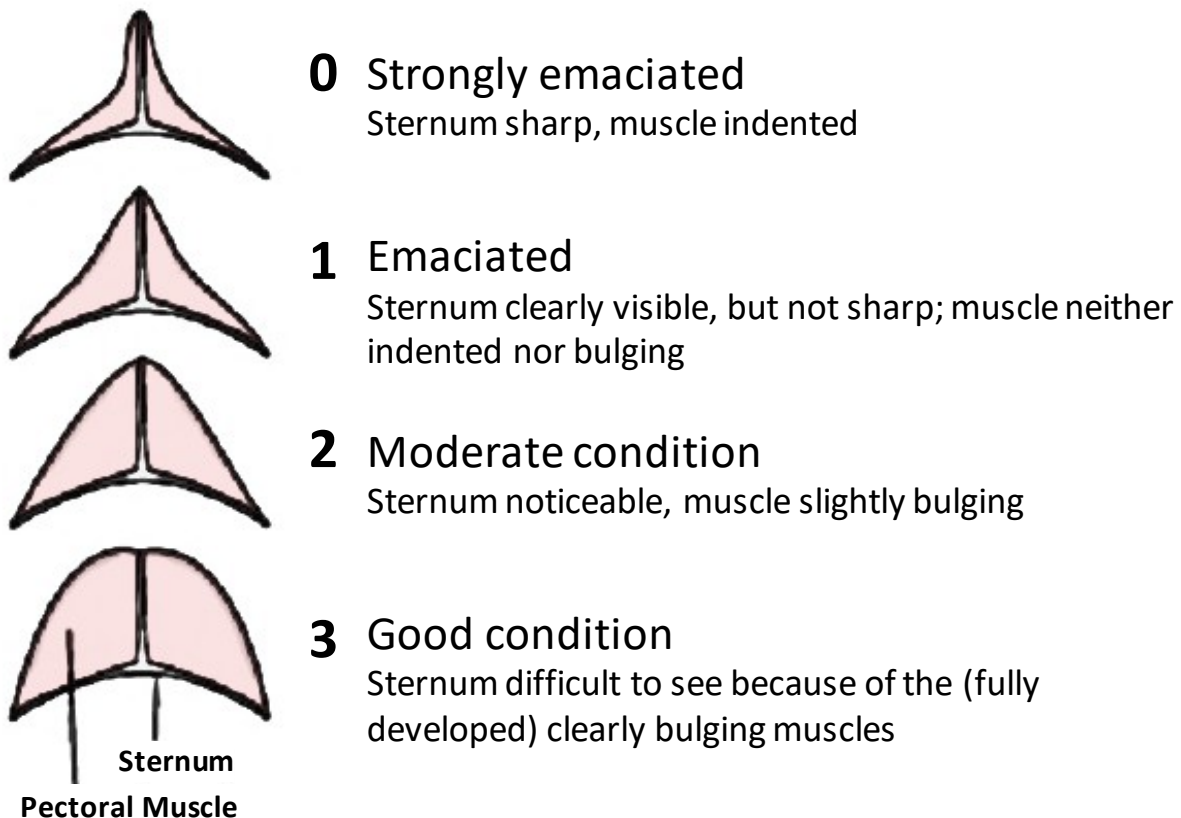 0 Strongly emaciated
Sternum sharp, muscle indented
1 Emaciated
Sternum clearly visible, but not sharp; muscle neither
indented nor bulging
2 Moderate condition
Sternum noticeable, muscle slightly bulging
3 Good condition
Sternum difficult to see because of the (fully
developed) clearly bulging muscles
Sternum
Pectoral Muscle